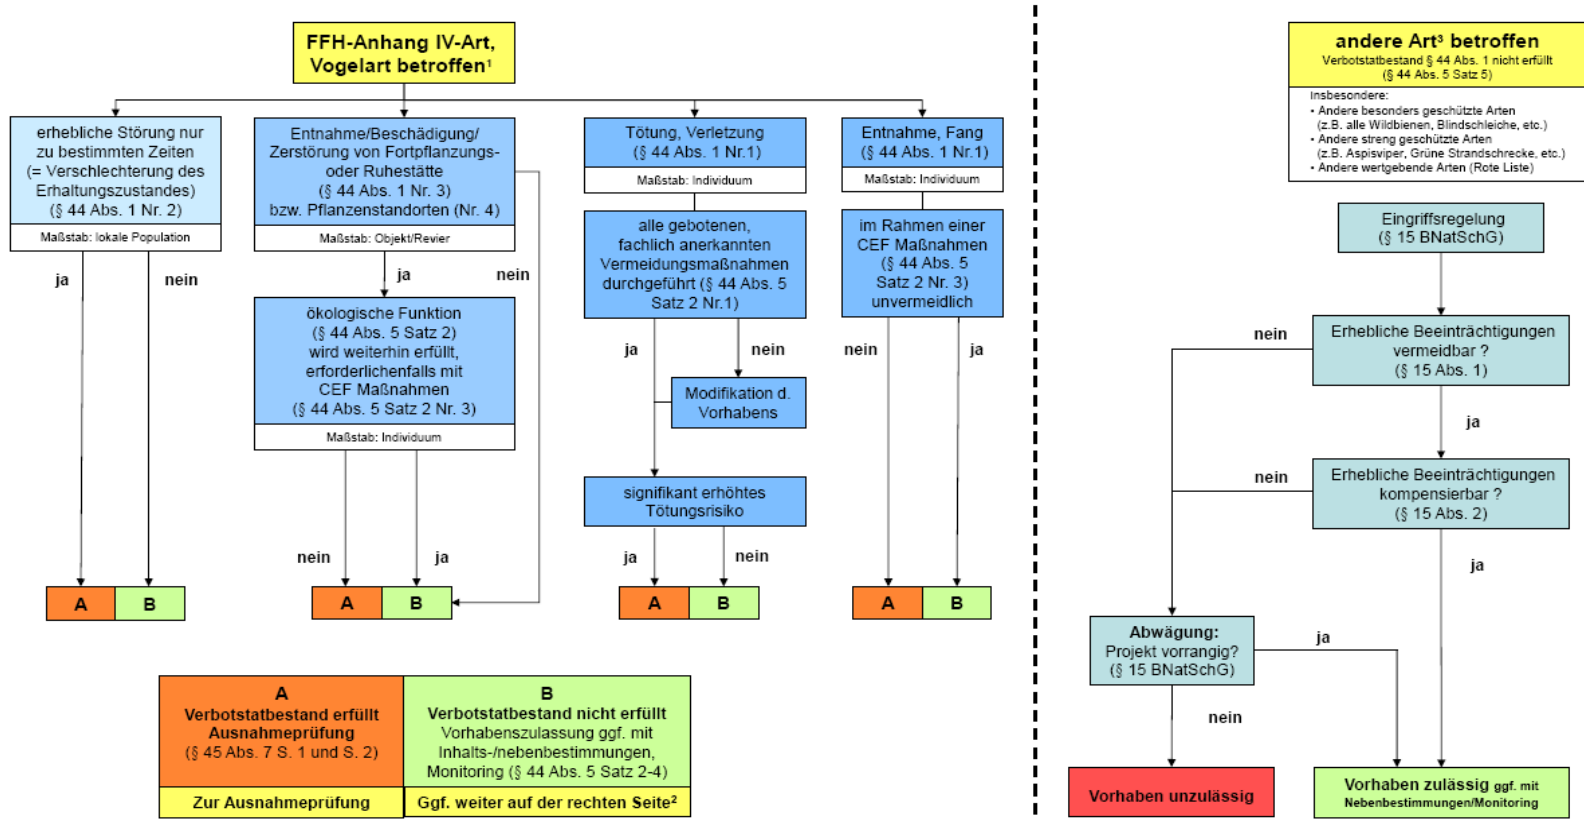 FFH-Anhang IV-Art,
Vogelart betroffen¹
erhebliche Störung nur
zu bestimmten Zeiten
(= Verschlechterung des
Erhaltungszustandes)
(§ 44 Abs. 1 Nr. 2)
Maßstab: lokale Population
ja
nein
A
B
Entnahme/Beschädigung/
Zerstörung von Fortpflanzungs-
oder Ruhestätte
(§ 44 Abs. 1 Nr. 3)
bzw. Pflanzenstandorten (Nr. 4)
Maßstab: Objekt/Revier
ja
nein
ökologische Funktion
(§ 44 Abs. 5 Satz 2)
wird weiterhin erfüllt,
erforderlichenfalls mit
CEF Maßnahmen
(§ 44 Abs. 5 Satz 2 Nr. 3)
Maßstab: Individuum
nein
ja
A
B
Tötung, Verletzung
(§ 44 Abs. 1 Nr.1)
Maßstab: Individuum
alle gebotenen,
fachlich anerkannten
Vermeidungsmaßnahmen
durchgeführt (§ 44 Abs. 5
Satz 2 Nr.1)
ja
nein
Modifikation d.
Vorhabens
signifikant erhöhtes
Tötungsrisiko
ja
nein
A
B
Entnahme, Fang
(§ 44 Abs. 1 Nr.1)
Maßstab: Individuum
im Rahmen einer
CEF Maßnahmen
(§ 44 Abs. 5
Satz 2 Nr. 3)
unvermeidlich
nein
ja
A
B
A
Verbotstatbestand erfüllt
Ausnahmeprüfung
(§ 45 Abs. 7 S. 1 und S. 2)
Zur Ausnahmeprüfung
B
Verbotstatbestand nicht erfüllt
Vorhabenszulassung ggf. mit
Inhalts-/nebenbestimmungen,
Monitoring (§ 44 Abs. 5 Satz 2-4)
Ggf. weiter auf der rechten Seite²
andere Art³ betroffen
Verbotstatbestand § 44 Abs. 1 nicht erfüllt
(§ 44 Abs. 5 Satz 5)
Insbesondere:
• Andere besonders geschützte Arten
(z.B. alle Wildbienen, Blindschleiche, etc.)
• Andere streng geschützte Arten
(z.B. Aspisviper, Grüne Strandschrecke, etc.)
• Andere wertgebende Arten (Rote Liste)
Eingriffsregelung
(§ 15 BNatSchG)
Erhebliche Beeinträchtigungen
vermeidbar ?
(§ 15 Abs. 1)
nein
ja
Erhebliche Beeinträchtigungen
kompensierbar ?
(§ 15 Abs. 2)
nein
ja
Abwägung:
Projekt vorrangig?
(§ 15 BNatSchG)
ja
nein
Vorhaben unzulässig
Vorhaben zulässig ggf. mit
Nebenbestimmungen/Monitoring